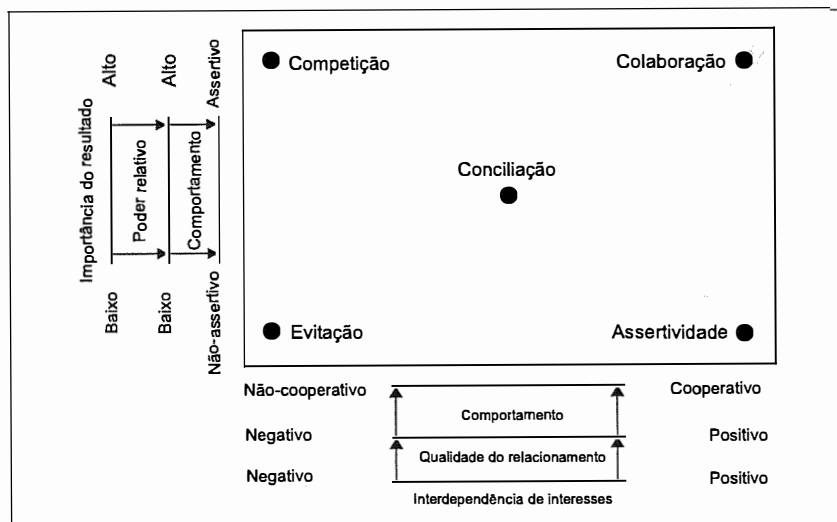 Importância do resultado
Alto
Baixo
Poder relativo
Alto
Baixo
Comportamento
Assertivo
Não-assertivo
Competição
Colaboração
Conciliação
Evitação
Assertividade
Não-cooperativo
Cooperativo
Comportamento
Negativo
Positivo
Qualidade do relacionamento
Negativo
Positivo
Interdependência de interesses